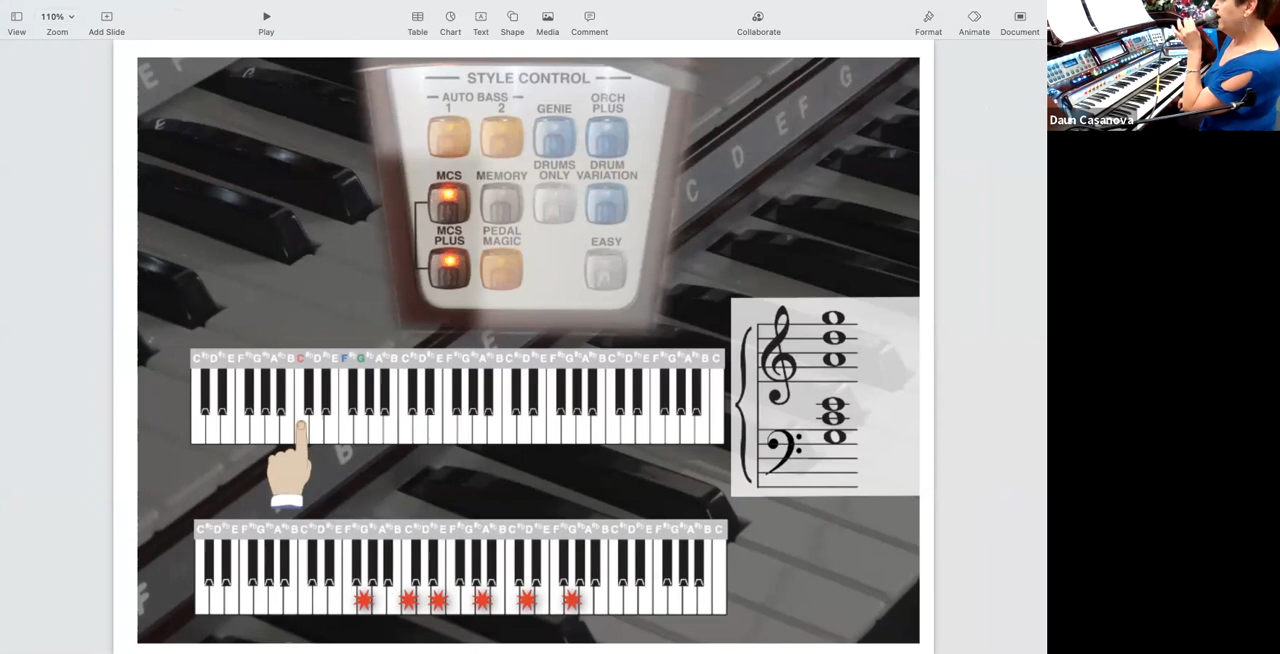 110%
View Zoom Add Slide Play Table Chart Text Shape Media Comment Collaborate Format Animate Document
Daun Casanova
STYLE CONTROL
AUTO BASS
1 2 GENIE ORCH PLUS
MCS MEMORY DRUMS ONLY DRUM VARIATION
MCS PLUS PEDAL MAGIC EASY
E F
G
E F
E
D
C
B
F
C D E F G A B C D E F G A B C D E F G A B C D E F G A B C D E F G A B C
C D E F G A B C D E F G A B C D E F G A B C D E F G A B C D E F G A B C